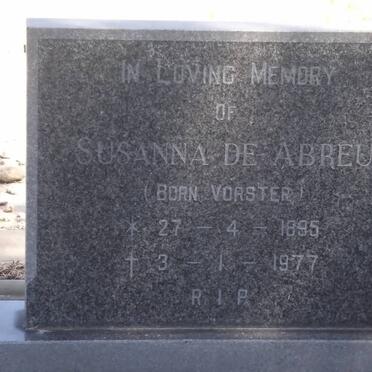 IN LOVING MEMORY
OF
SUSANNA DE ABREU
(BORN VORSTER)
* 27 - 4 - 1895
† 3 - 1 - 1977
R I P